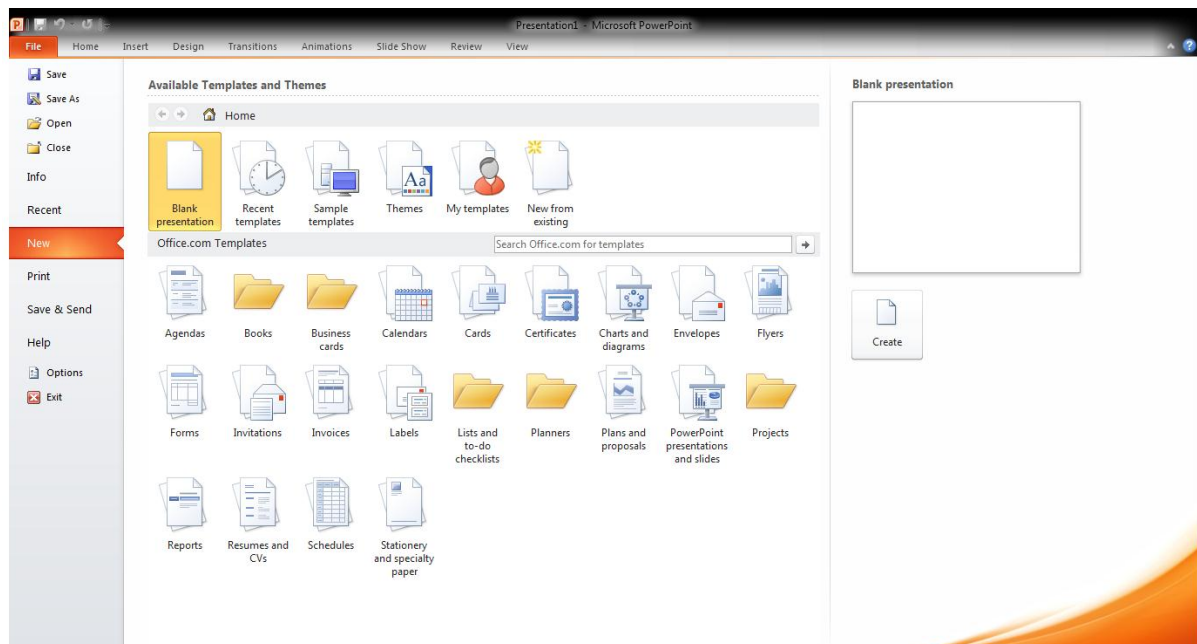 Presentation1 - Microsoft PowerPoint
File Home Insert Design Transitions Animations Slide Show Review View
Save
Save As
Open
Close
Info
Recent
New
Print
Save & Send
Help
Options
Exit
Available Templates and Themes
Home
Blank
presentation
Recent
templates
Sample
templates
Themes
My templates
New from
existing
Office.com Templates
Search Office.com for templates
Agendas
Books
Business
cards
Calendars
Cards
Certificates
Charts and
diagrams
Envelopes
Flyers
Forms
Invitations
Invoices
Labels
Lists and
to-do
checklists
Planners
Plans and
proposals
PowerPoint
presentations
and slides
Projects
Reports
Resumes and
CVs
Schedules
Stationery
and specialty
paper
Blank presentation
Create